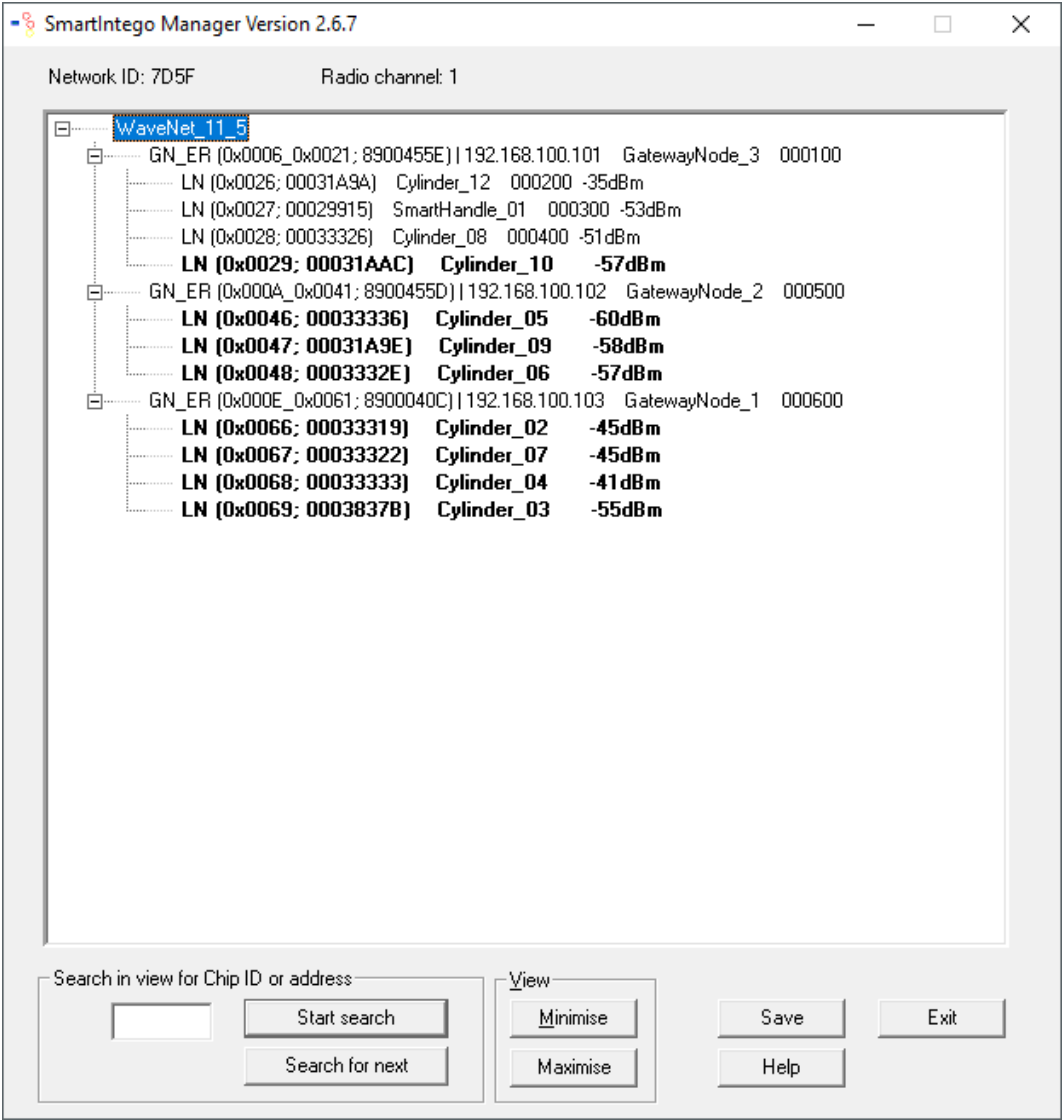 SmartIntego Manager Version 2.6.7
Network ID: 7D5F Radio channel: 1
WaveNet_11_5
GN_ER (0x0006_0x0021; 8900455E) | 192.168.100.101 GatewayNode_3 000100
LN (0x0026; 00031A9A) Cylinder_12 000200 -35dBm
LN (0x0027; 00029915) SmartHandle_01 000300 -53dBm
LN (0x0028; 00033326) Cylinder_08 000400 -51dBm
LN (0x0029; 00031AAC) Cylinder_10 -57dBm
GN_ER (0x000A_0x0041; 8900455D) | 192.168.100.102 GatewayNode_2 000500
LN (0x0046; 00033336) Cylinder_05 -60dBm
LN (0x0047; 00031A9E) Cylinder_09 -58dBm
LN (0x0048; 0003332E) Cylinder_06 -57dBm
GN_ER (0x000E_0x0061; 8900040C) | 192.168.100.103 GatewayNode_1 000600
LN (0x0066; 00033319) Cylinder_02 -45dBm
LN (0x0067; 00033322) Cylinder_07 -45dBm
LN (0x0068; 00033333) Cylinder_04 -41dBm
LN (0x0069; 0003837B) Cylinder_03 -55dBm
Search in view for Chip ID or address
Start search
Search for next
View
Minimise
Maximise
Save
Help
Exit